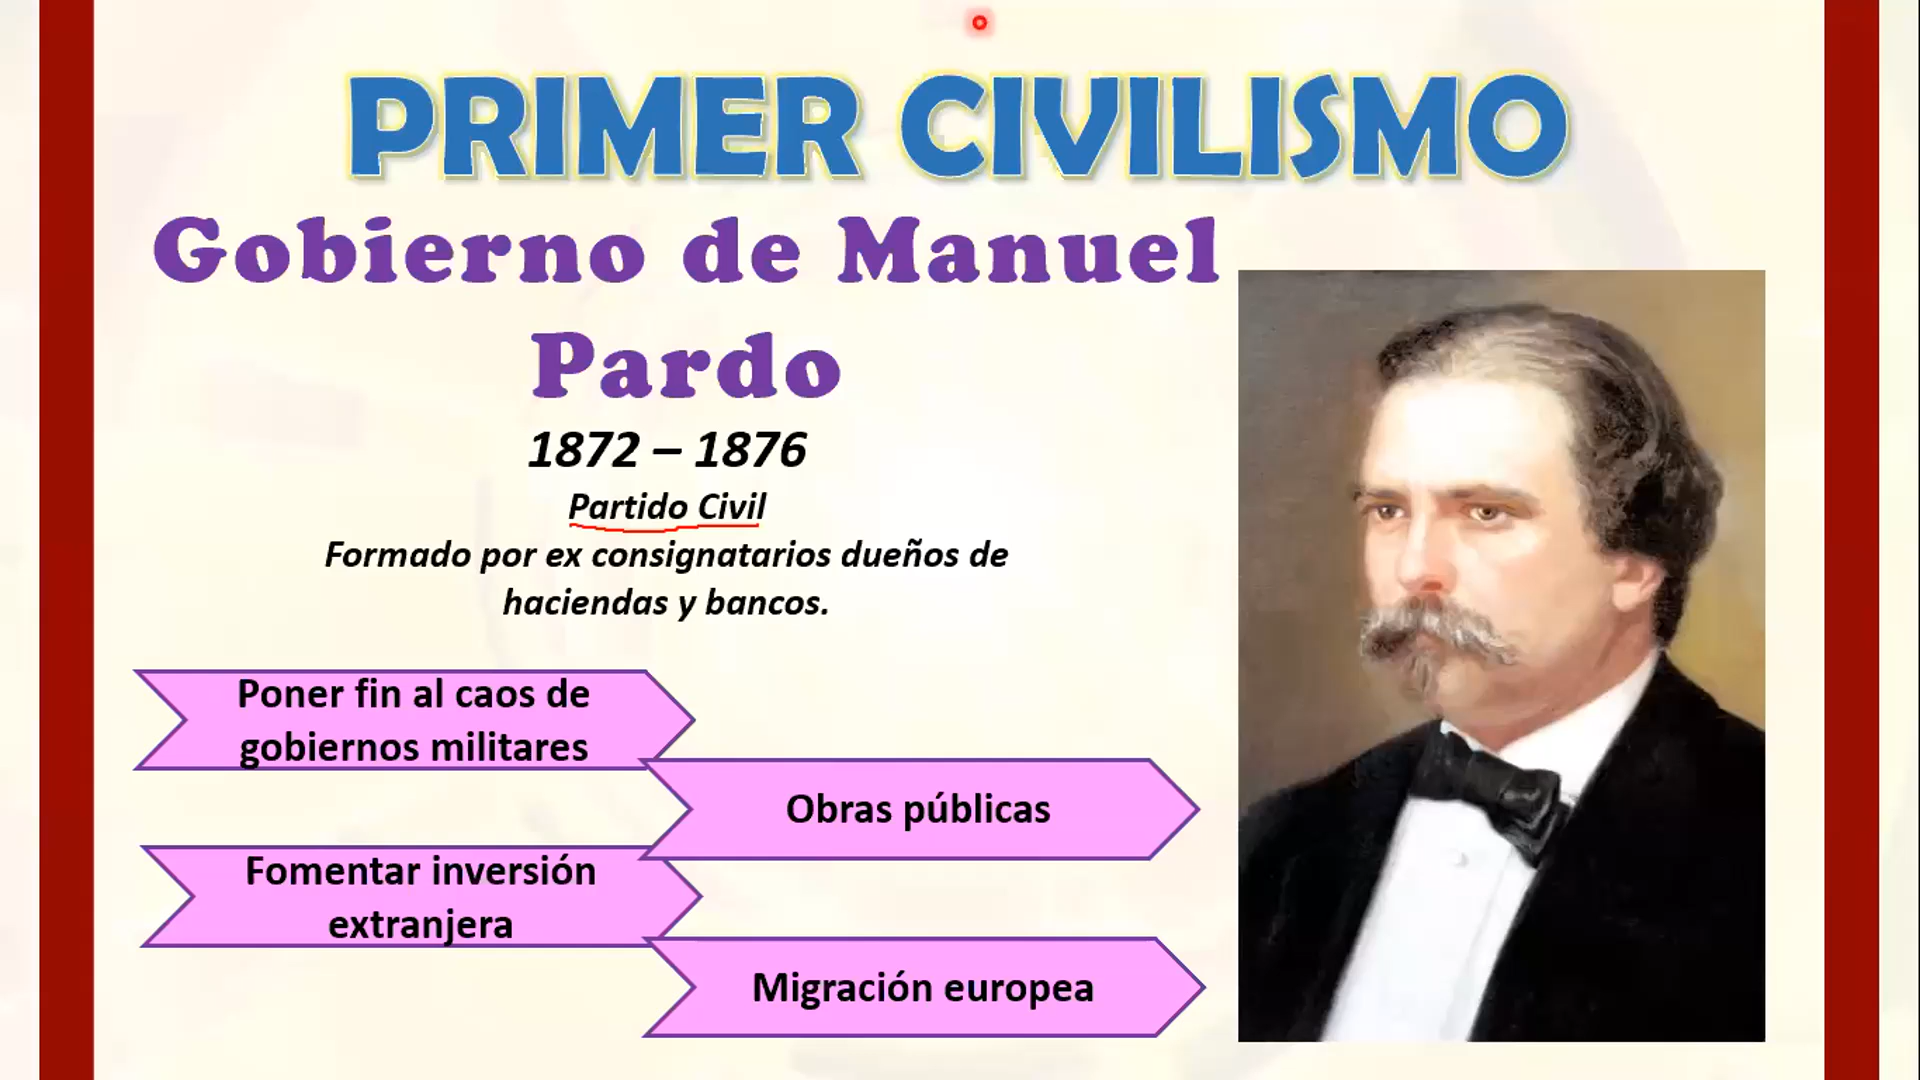 PRIMER CIVILISMO
Gobierno de Manuel
Pardo
1872 – 1876
Partido Civil
Formado por ex consignatarios dueños de
haciendas y bancos.
Poner fin al caos de
gobiernos militares
Obras públicas
Fomentar inversión
extranjera
Migración europea